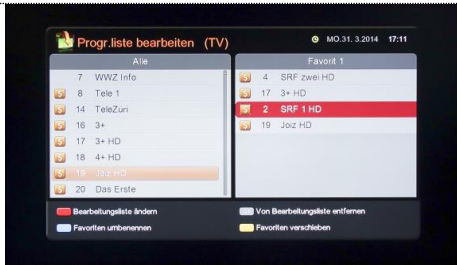 Progr.liste bearbeiten (TV)
MO.31. 3.2014 17:11
Alle
7 WWZ Info
8 Tele 1
14 TeleZüri
16 3+
17 3+ HD
18 4+ HD
19 Joiz HD
20 Das Erste
Favorit 1
4 SRF zwei HD
17 3+ HD
2 SRF 1 HD
19 Joiz HD
Bearbeitungsliste ändern
Von Bearbeitungsliste entfernen
Favoriten umbenennen
Favoriten verschieben